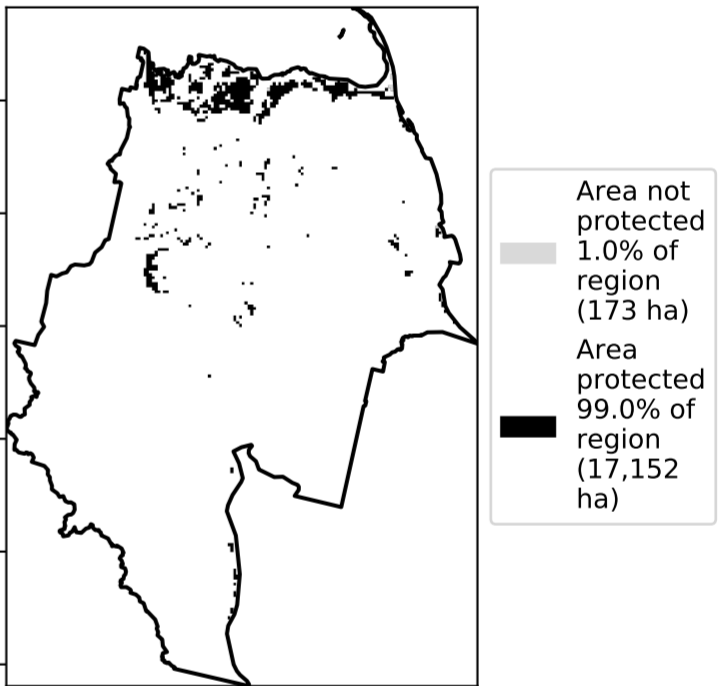 Area not
protected
1.0% of
region
(173 ha)
Area
protected
99.0% of
region
(17,152
ha)